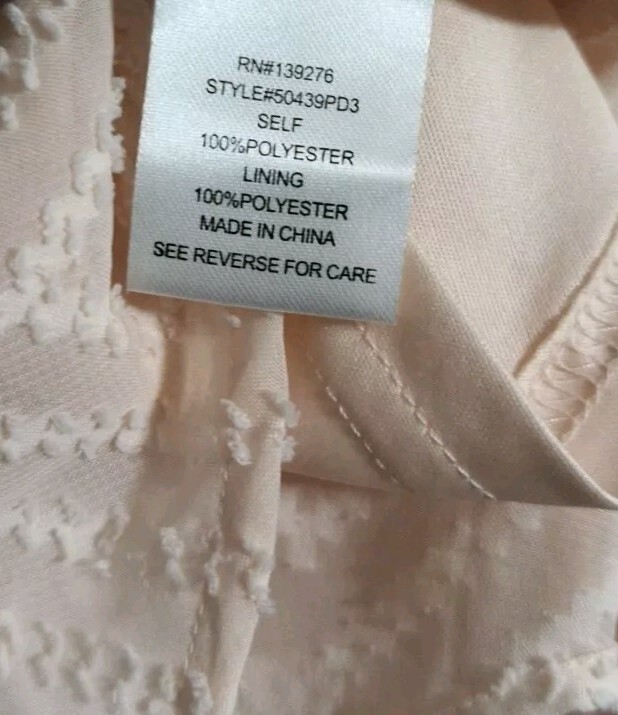 RN#139276
STYLE#50439PD3
SELF
100%POLYESTER
LINING
100%POLYESTER
MADE IN CHINA
SEE REVERSE FOR CARE